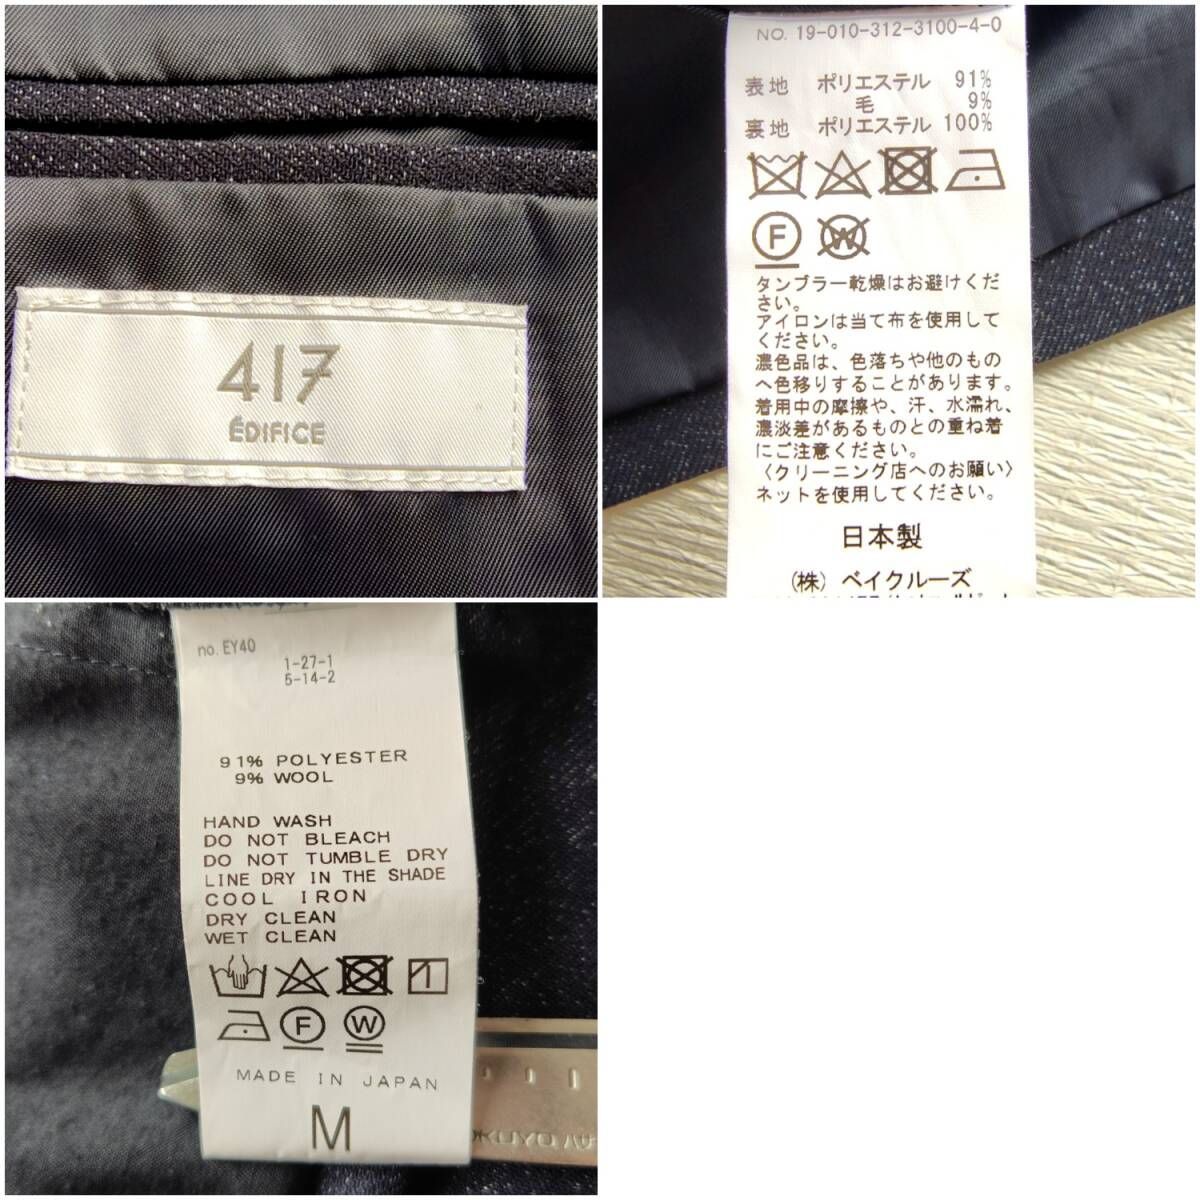 417
ÉDIFICE
NO. 19-010-312-3100-4-0
表地 ポリエステル 91%
毛 9%
裏地 ポリエステル 100%
F W
タンブラー乾燥はお避けくだ
さい。
アイロンは当て布を使用して
ください。
濃色品は、色落ちや他のもの
へ色移りすることがあります。
着用中の摩擦や、汗、水濡れ、
濃淡差があるものとの重ね着
にご注意ください。
〈クリーニング店へのお願い〉
ネットを使用してください。
日本製
(株) ベイクルーズ
no. EY40
1-27-1
5-14-2
91% POLYESTER
9% WOOL
HAND WASH
DO NOT BLEACH
DO NOT TUMBLE DRY
LINE DRY IN THE SHADE
COOL IRON
DRY CLEAN
WET CLEAN
F W
MADE IN JAPAN
M